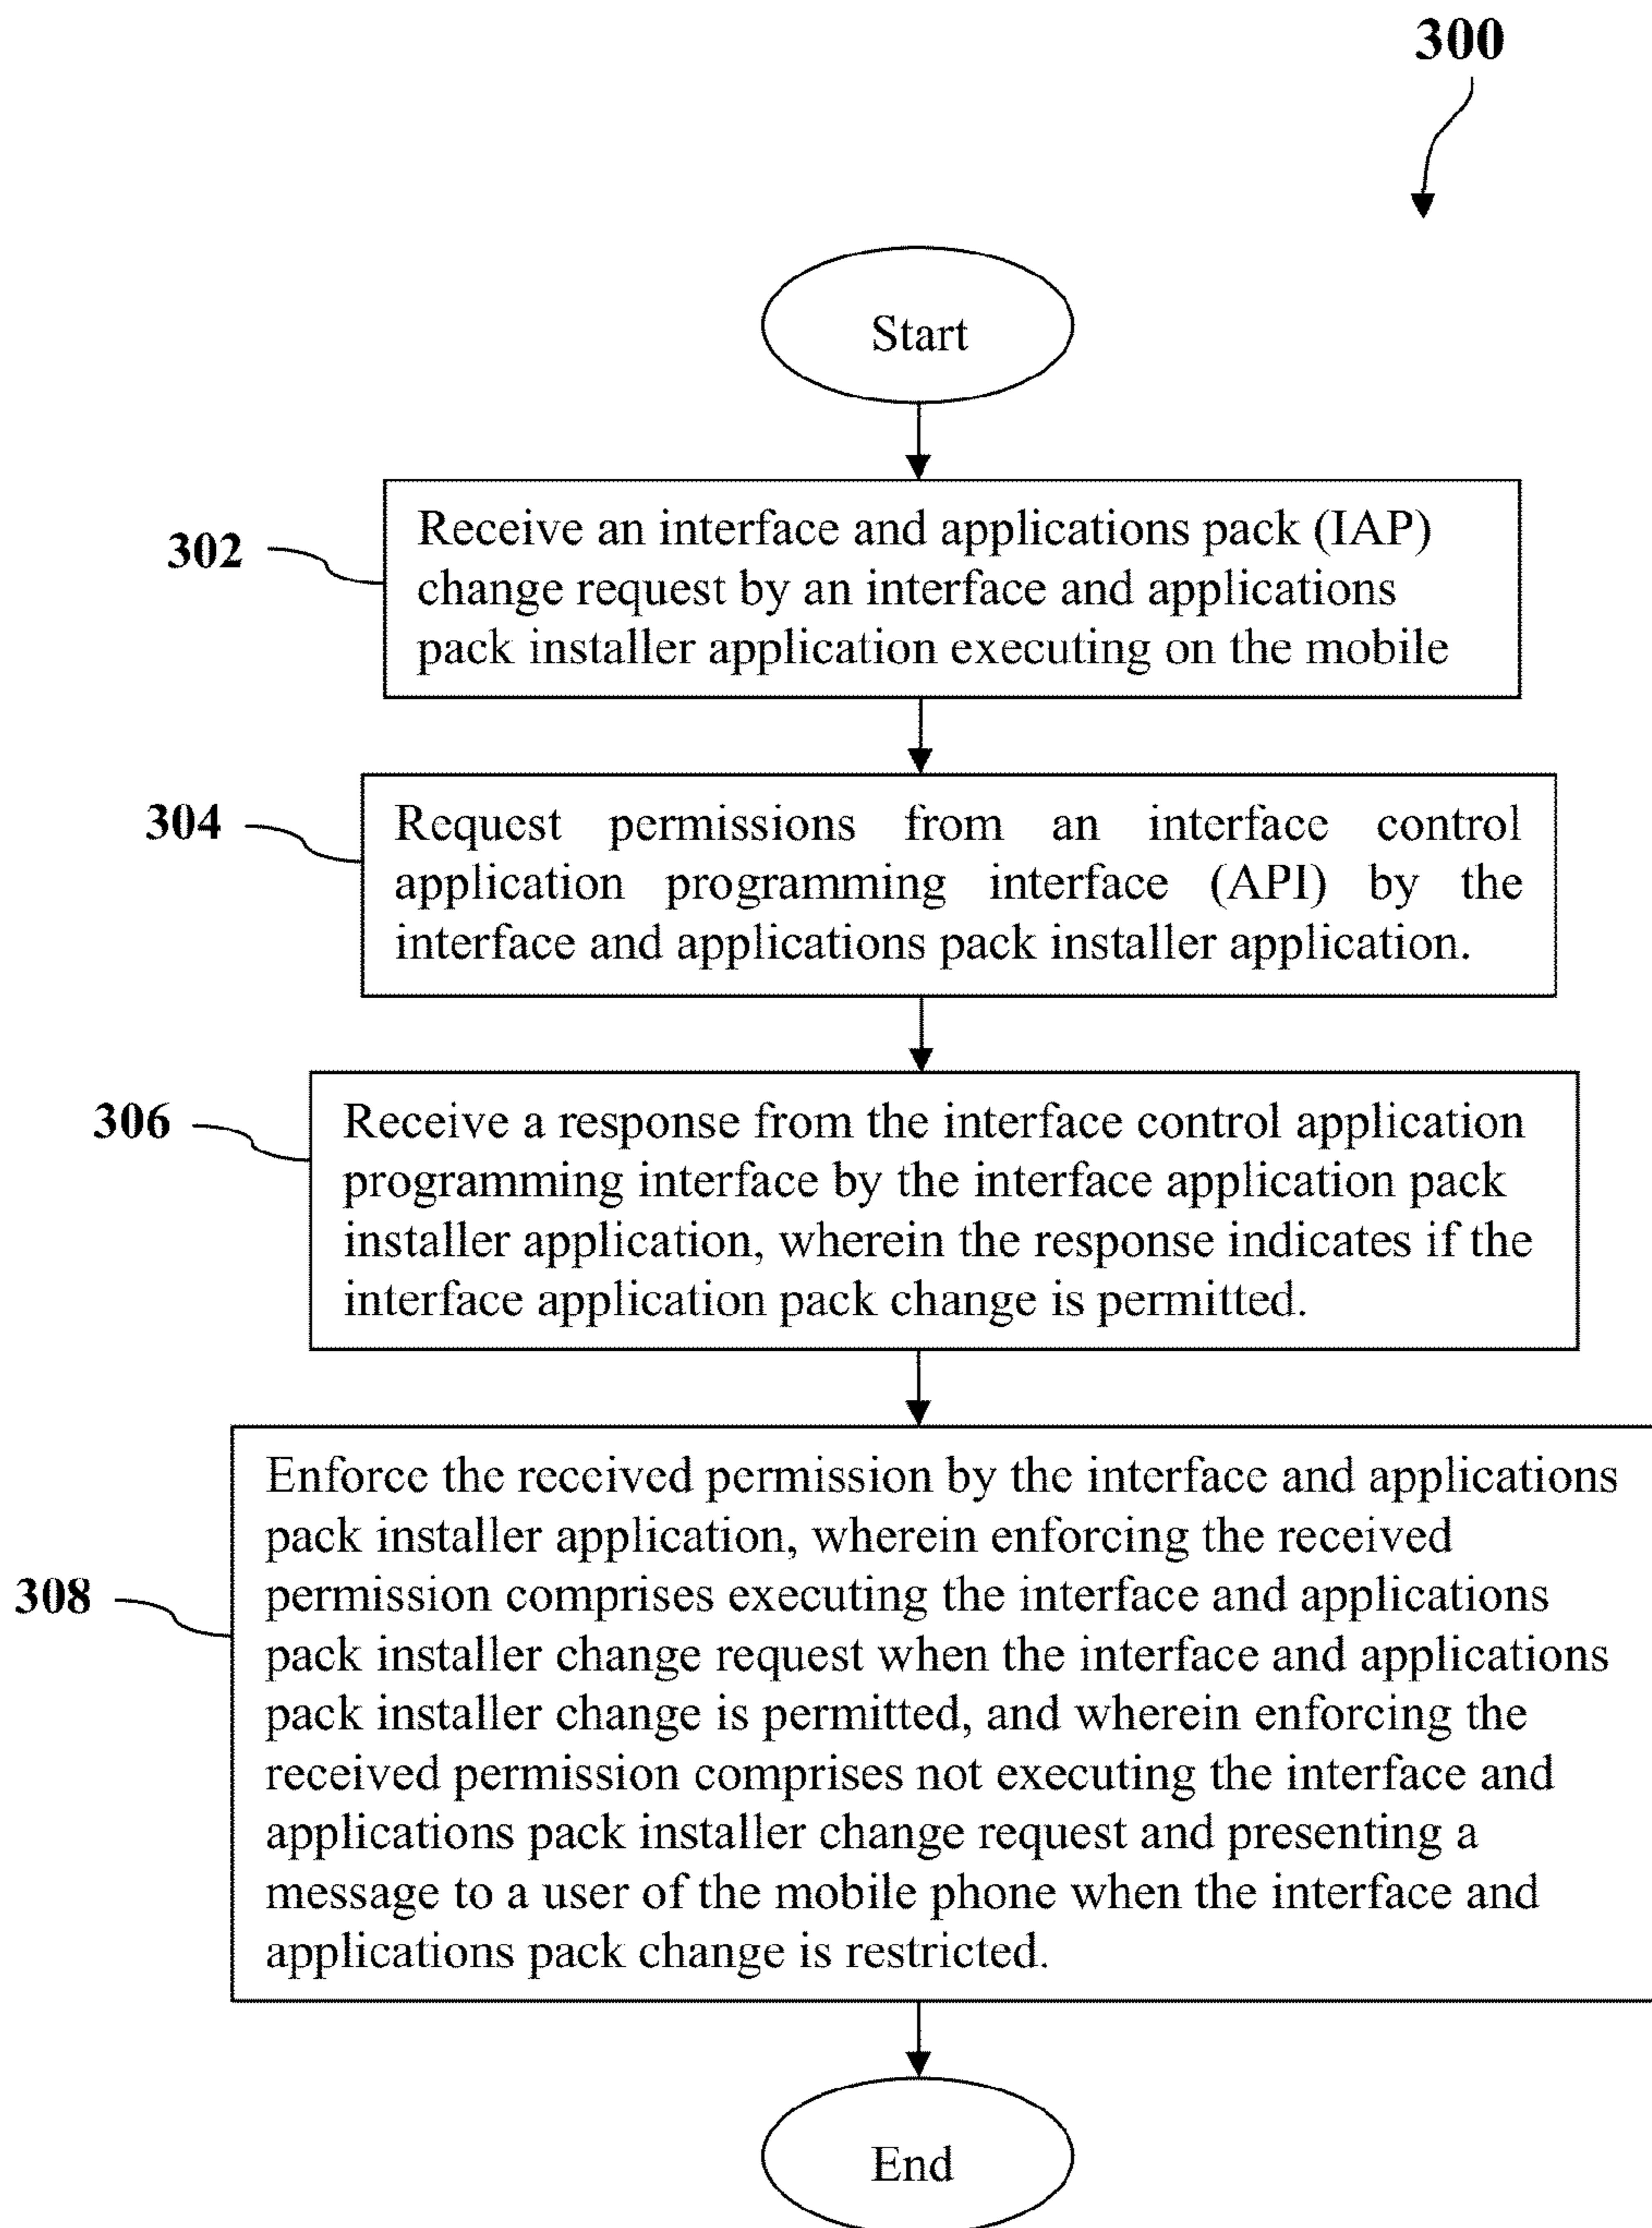 300
Start
302
Receive an interface and applications pack (IAP)
change request by an interface and applications
pack installer application executing on the mobile
304
Request permissions from an interface control
application programming interface (API) by the
interface and applications pack installer application.
306
Receive a response from the interface control application
programming interface by the interface application pack
installer application, wherein the response indicates if the
interface application pack change is permitted.
308
Enforce the received permission by the interface and applications
pack installer application, wherein enforcing the received
permission comprises executing the interface and applications
pack installer change request when the interface and applications
pack installer change is permitted, and wherein enforcing the
received permission comprises not executing the interface and
applications pack installer change request and presenting a
message to a user of the mobile phone when the interface and
applications pack change is restricted.
End